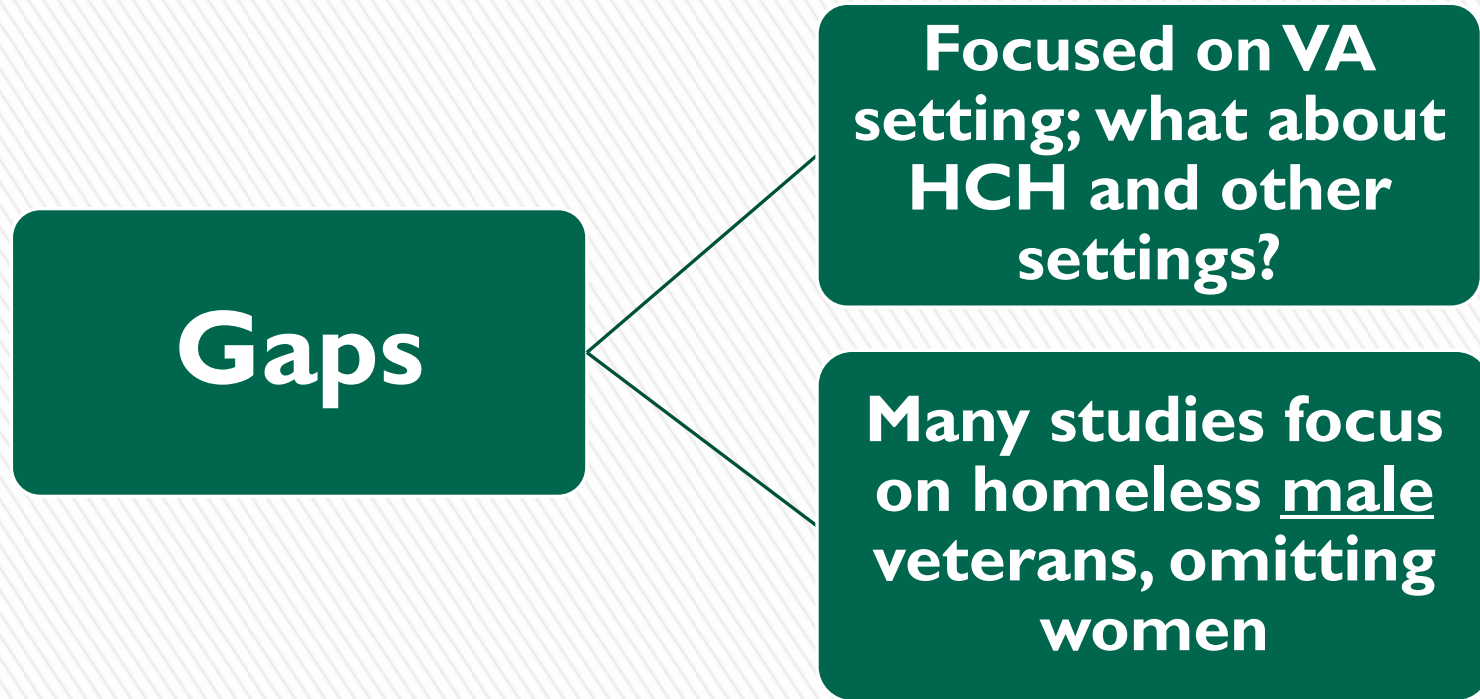 Gaps
Focused on VA
setting; what about
HCH and other
settings?
Many studies focus
on homeless male
veterans, omitting
women